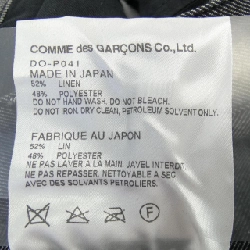 COMME des GARÇONS Co., Ltd.
DO-P041
MADE IN JAPAN
52% LINEN
48% POLYESTER
DO NOT HAND WASH. DO NOT BLEACH.
DO NOT IRON. DRY CLEAN, PETROLEUM SOLVENT ONLY.
FABRIQUE AU JAPON
52% LIN
48% POLYESTER
NE PAS LAVER A LA MAIN, JAVEL INTERDIT
NE PAS REPASSER, NETTOYABLE A SEC
AVEC DES SOLVANTS PETROLIERS.
F